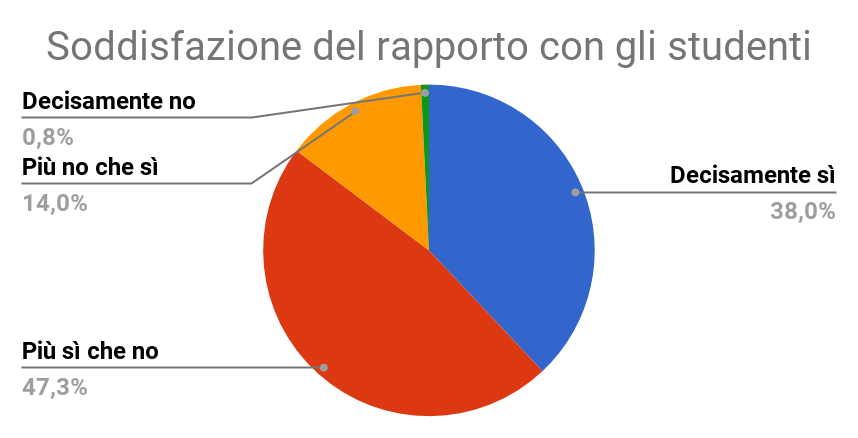 Soddisfazione del rapporto con gli studenti
Decisamente no
0,8%
Più no che sì
14,0%
Decisamente sì
38,0%
Più sì che no
47,3%